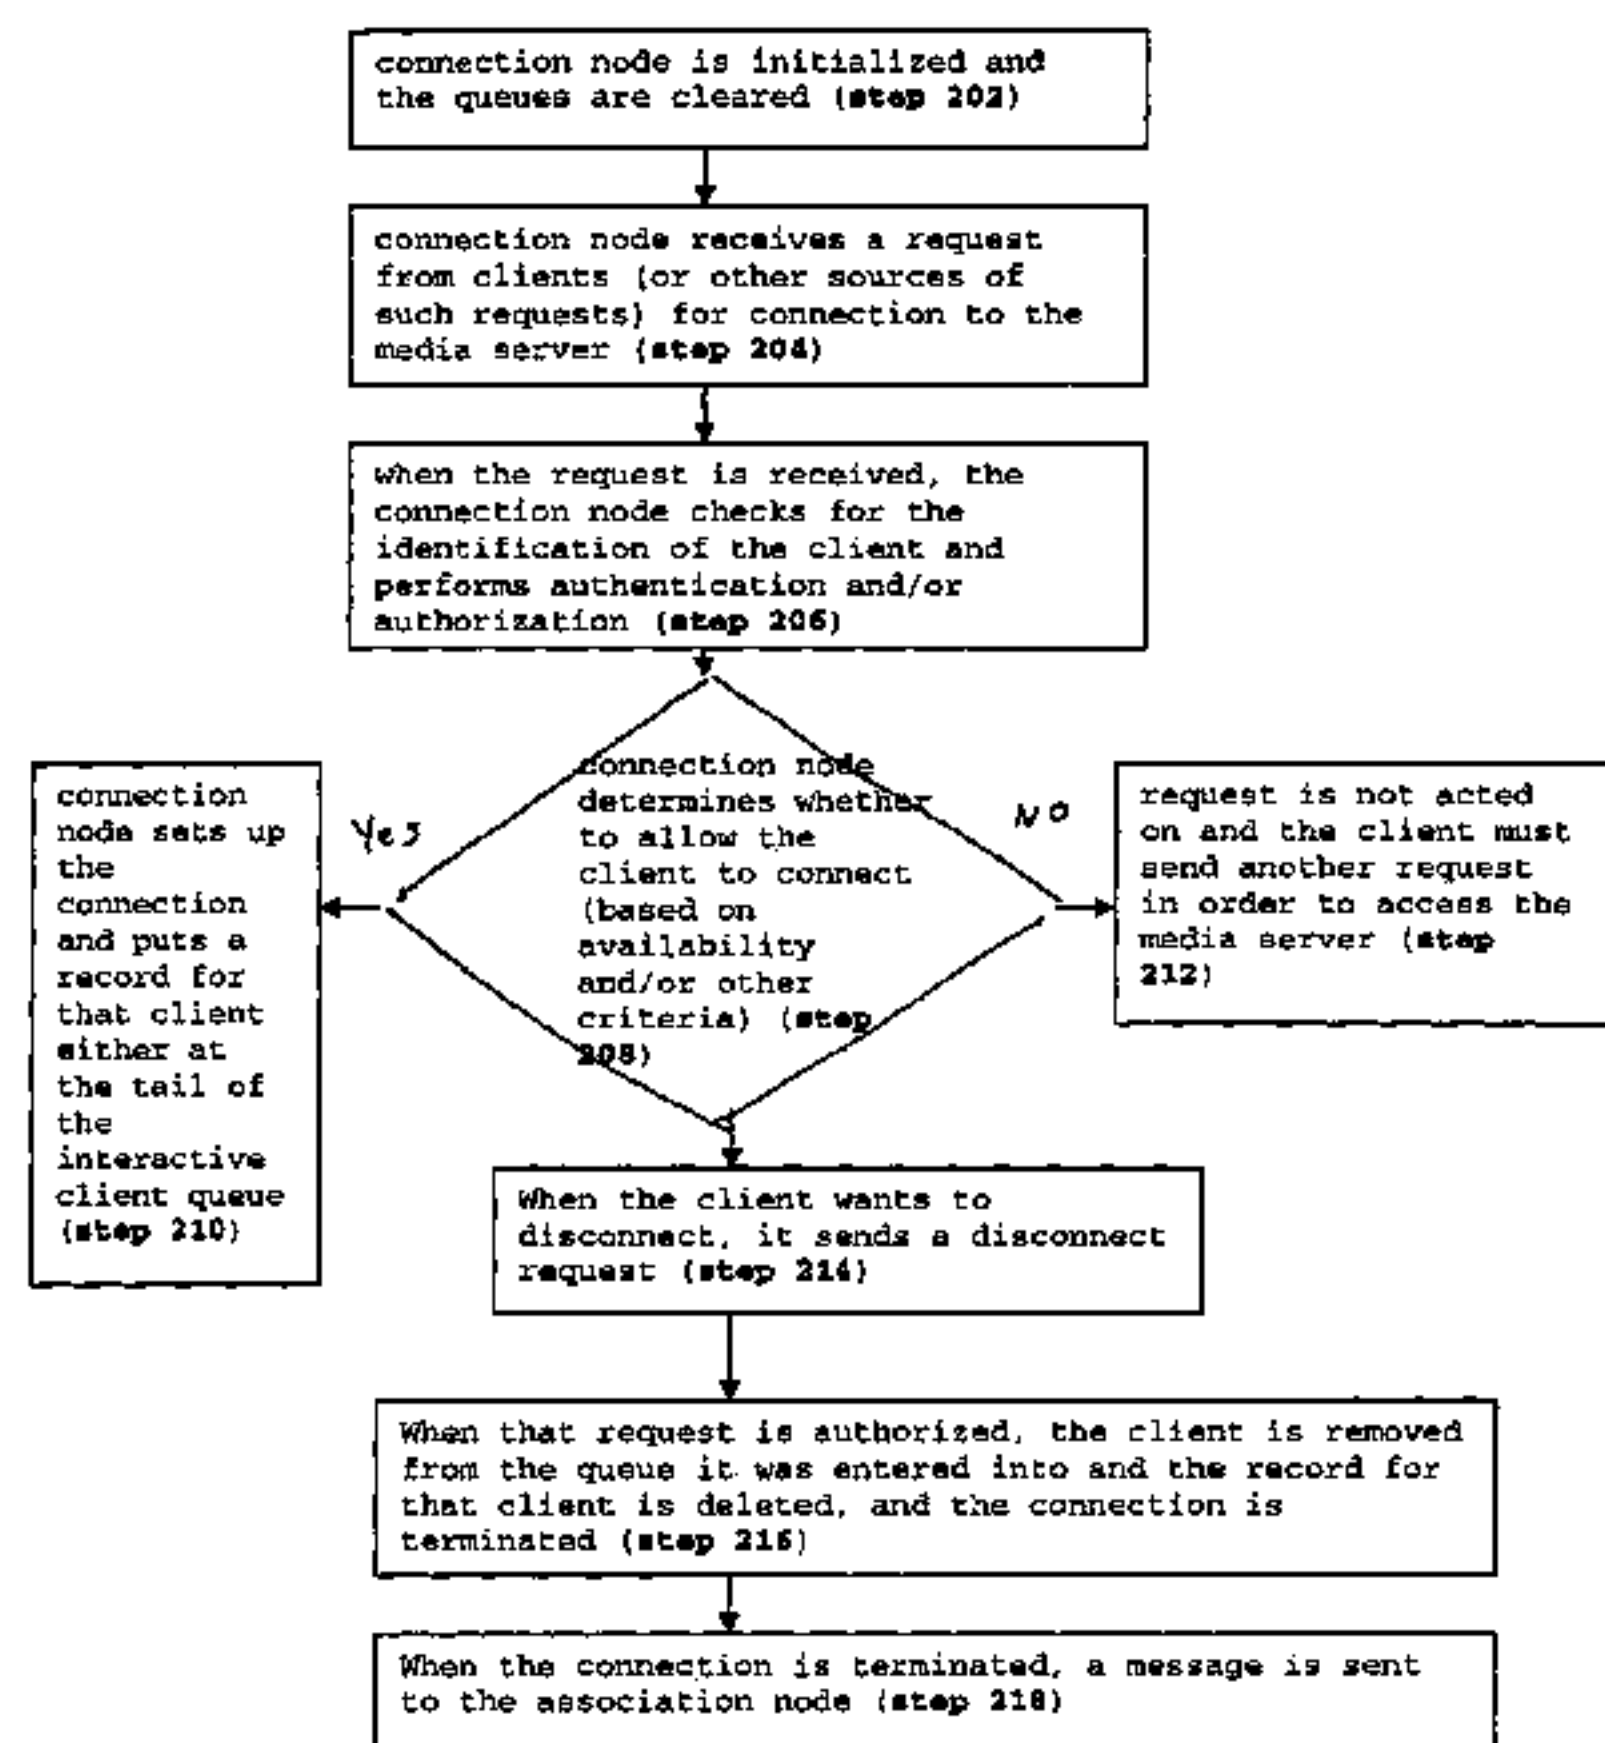 connection node is initialized and
the queues are cleared (step 202)
connection node receives a request
from clients (or other sources of
such requests) for connection to the
media server (step 204)
when the request is received, the
connection node checks for the
identification of the client and
performs authentication and/or
authorization (step 206)
connection node
determines whether
to allow the
client to connect
(based on
availability
and/or other
criteria) (step
208)
Yes
NO
connection
node sets up
the
connection
and puts a
record for
that client
either at
the tail of
the
interactive
client queue
(step 210)
request is not acted
on and the client must
send another request
in order to access the
media server (step
212)
When the client wants to
disconnect, it sends a disconnect
request (step 214)
When that request is authorized, the client is removed
from the queue it was entered into and the record for
that client is deleted, and the connection is
terminated (step 216)
When the connection is terminated, a message is sent
to the association node (step 218)